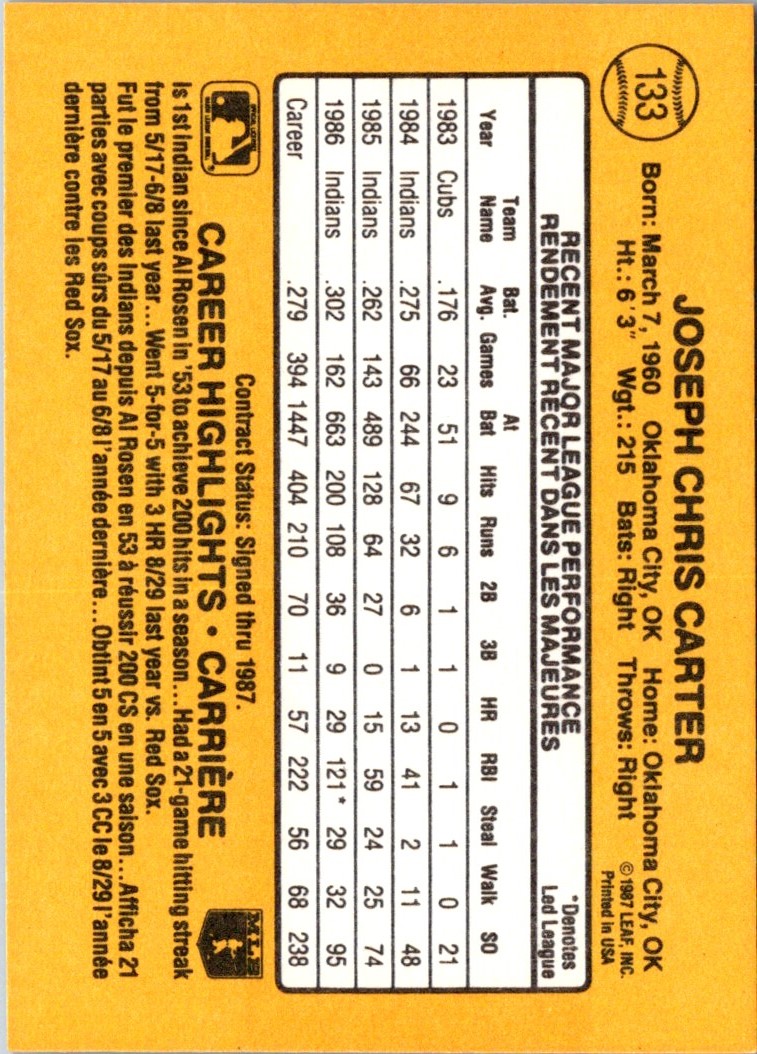 133
JOSEPH CHRIS CARTER
Born: March 7, 1960 Oklahoma City, OK Home: Oklahoma City, OK
Ht.: 6'3" Wgt.: 215 Bats: Right Throws: Right
© 1987 LEAF, INC.
Printed in USA
RECENT MAJOR LEAGUE PERFORMANCE
RENDEMENT RÉCENT DANS LES MAJEURES
*Denotes
Led League
Year Team Name Bat. Avg. Games At Bat Hits Runs 2B 3B HR RBI Steal Walk SO
1983 Cubs .176 23 51 9 6 1 1 0 1 1 0 21
1984 Indians .275 66 244 67 32 6 1 13 41 2 11 48
1985 Indians .262 143 489 128 64 27 0 15 59 24 25 74
1986 Indians .302 162 663 200 108 36 9 29 121* 29 32 95
Career .279 394 1447 404 210 70 11 57 222 56 68 238
Contract Status: Signed thru 1987.
CAREER HIGHLIGHTS • CARRIÈRE
MLB
Is 1st Indian since Al Rosen in '53 to achieve 200 hits in a season...Had a 21-game hitting streak
from 5/17-6/8 last year...Went 5-for-5 with 3 HR 8/29 last year vs. Red Sox.
Fut le premier des Indians depuis Al Rosen en 53 à réussir 200 CS en une saison...Afficha 21
parties avec coups sûrs du 5/17 au 6/8 l'année dernière...Obtint 5 en 5 avec 3 CC le 8/29 l'année
dernière contre les Red Sox.